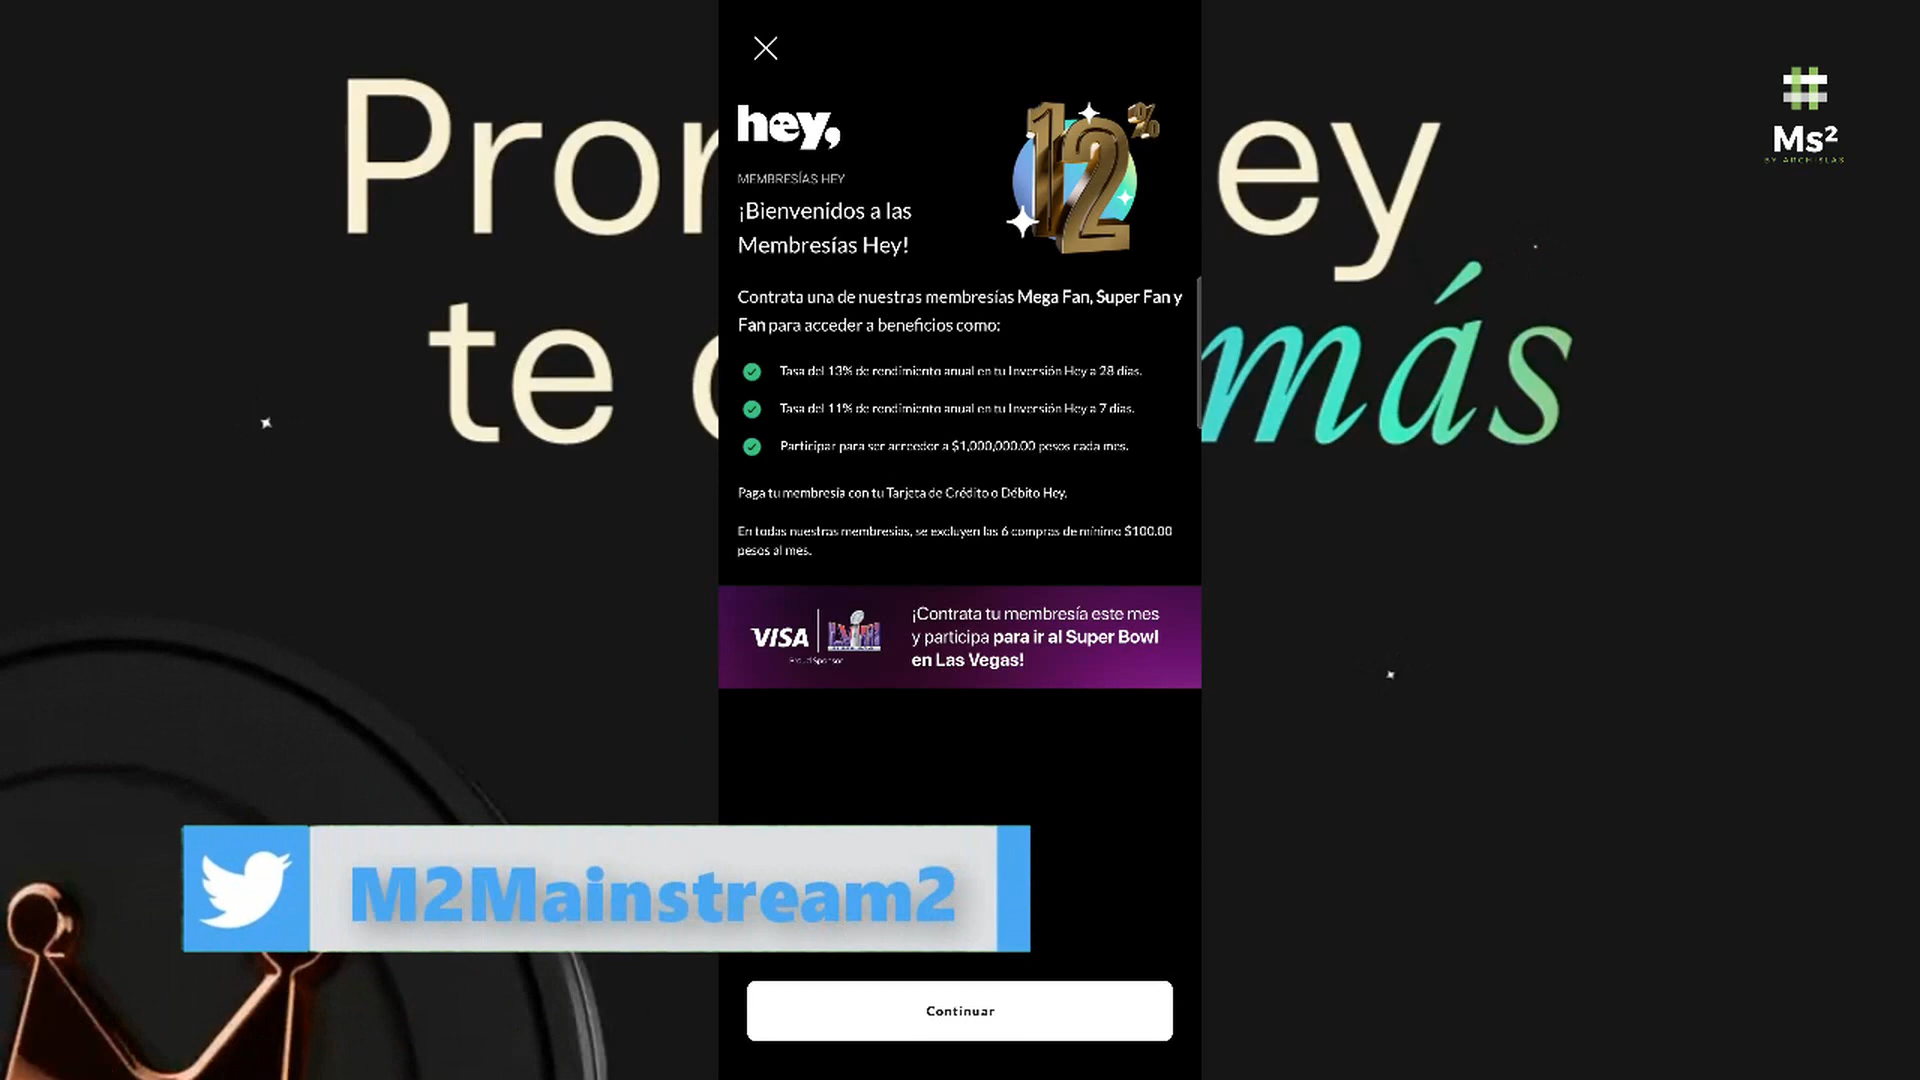 hey,
12%
MEMBRESÍAS HEY
¡Bienvenidos a las
Membresías Hey!
Contrata una de nuestras membresías Mega Fan, Super Fan y
Fan para acceder a beneficios como:
Tasa del 13% de rendimiento anual en tu Inversión Hey a 28 días.
Tasa del 11% de rendimiento anual en tu Inversión Hey a 7 días.
Participar para ser acreedor a $1,000,000.00 pesos cada mes.
Paga tu membresía con tu Tarjeta de Crédito o Débito Hey.
En todas nuestras membresías, se excluyen las 6 compras de mínimo $100.00
pesos al mes.
VISA
Proud Sponsor
¡Contrata tu membresía este mes
y participa para ir al Super Bowl
en Las Vegas!
Continuar
M2Mainstream2
Ms²
BY ARCHISLAS
ey
te
más